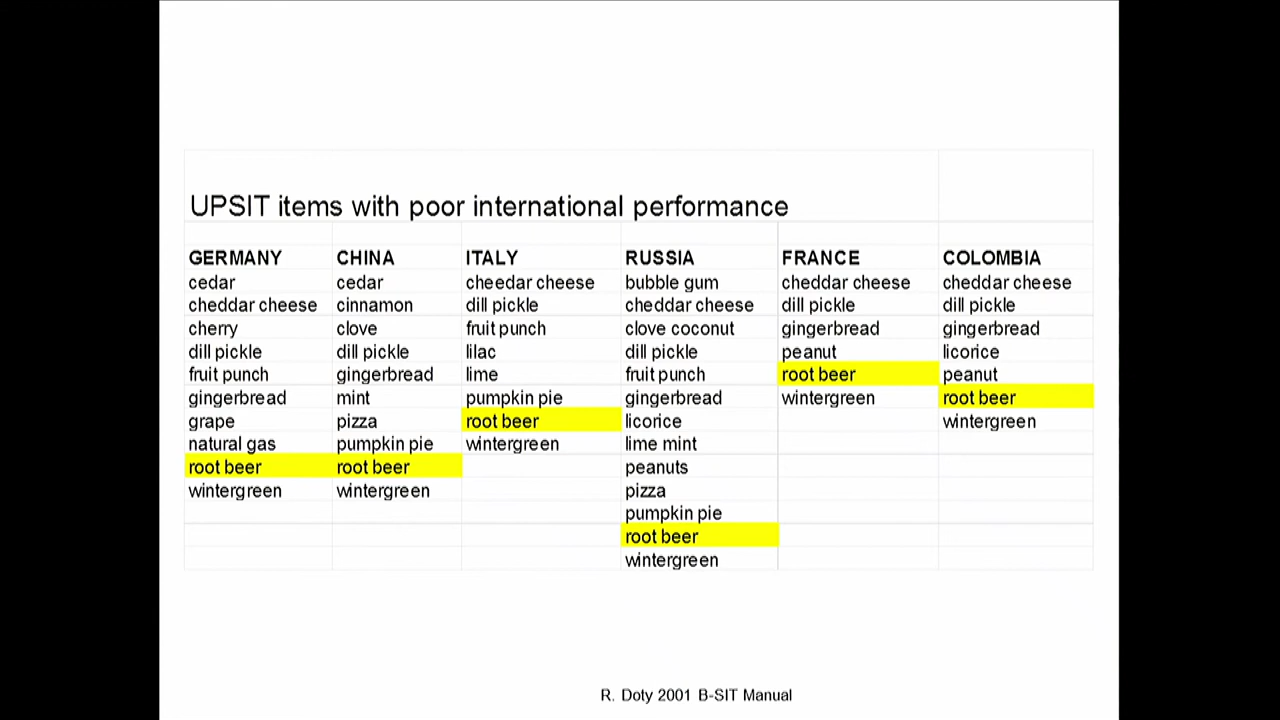 UPSIT items with poor international performance
GERMANY CHINA ITALY RUSSIA FRANCE COLOMBIA
cedar cedar cheedar cheese bubble gum cheddar cheese cheddar cheese
cheddar cheese cinnamon dill pickle cheddar cheese dill pickle dill pickle
cherry clove fruit punch clove coconut gingerbread gingerbread
dill pickle dill pickle lilac dill pickle peanut licorice
fruit punch gingerbread lime fruit punch root beer peanut
gingerbread mint pumpkin pie gingerbread wintergreen root beer
grape pizza root beer licorice wintergreen
natural gas pumpkin pie wintergreen lime mint
root beer root beer peanuts
wintergreen wintergreen pizza
pumpkin pie
root beer
wintergreen
R. Doty 2001 B-SIT Manual